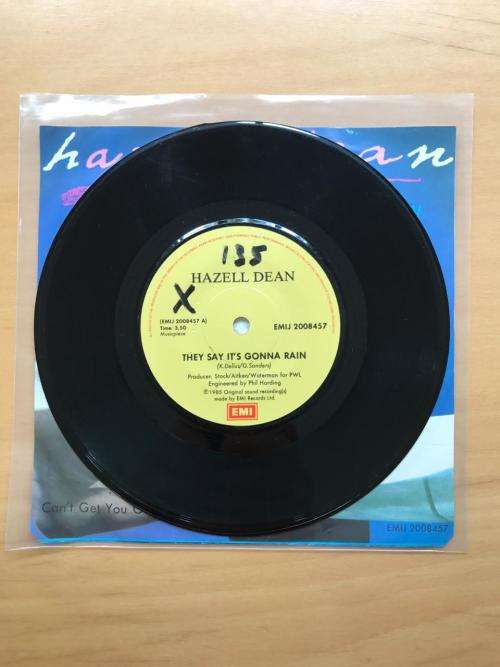 135
HAZELL DEAN
X
(EMIJ 2008457 A)
Time: 3,50
Musicpiece
EMIJ 2008457
THEY SAY IT'S GONNA RAIN
(K.Delius/G.Sanders)
Producer: Stock/Aitken/Waterman for PWL
Engineered by Phil Harding
℗1985 Original sound recording(s)
made by EMI Records Ltd.
EMI
Can't Get You
EMIJ 2008457